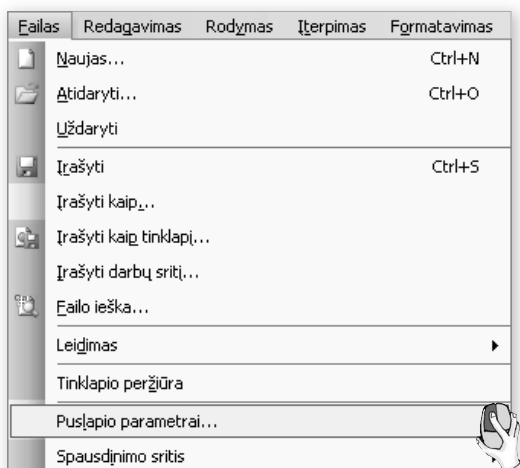 Failas Redagavimas Rodymas Įterpimas Formatavimas
Naujas... Ctrl+N
Atidaryti... Ctrl+O
Uždaryti
Įrašyti Ctrl+S
Įrašyti kaip...
Įrašyti kaip tinklapį...
Įrašyti darbų sritį...
Failo ieška...
Leidimas
Tinklapio peržiūra
Puslapio parametrai...
Spausdinimo sritis